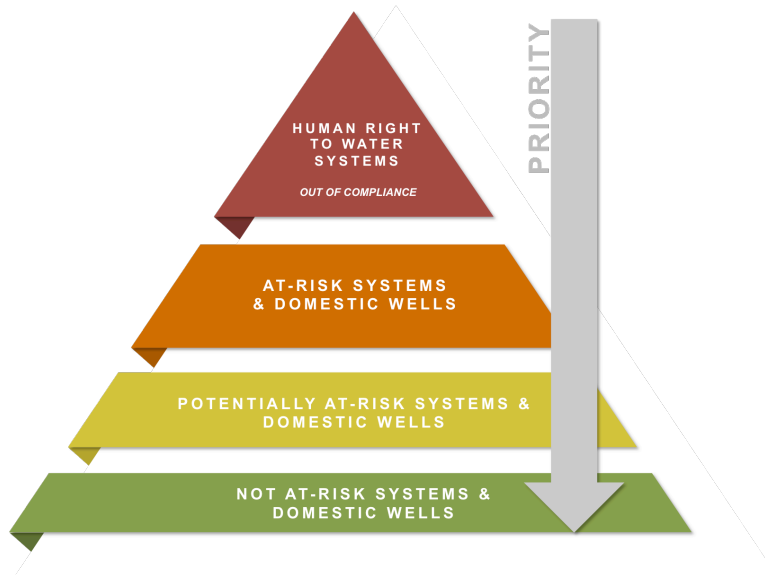 HUMAN RIGHT
TO WATER
SYSTEMS
OUT OF COMPLIANCE
PRIORITY
AT-RISK SYSTEMS
& DOMESTIC WELLS
POTENTIALLY AT-RISK SYSTEMS &
DOMESTIC WELLS
NOT AT-RISK SYSTEMS &
DOMESTIC WELLS